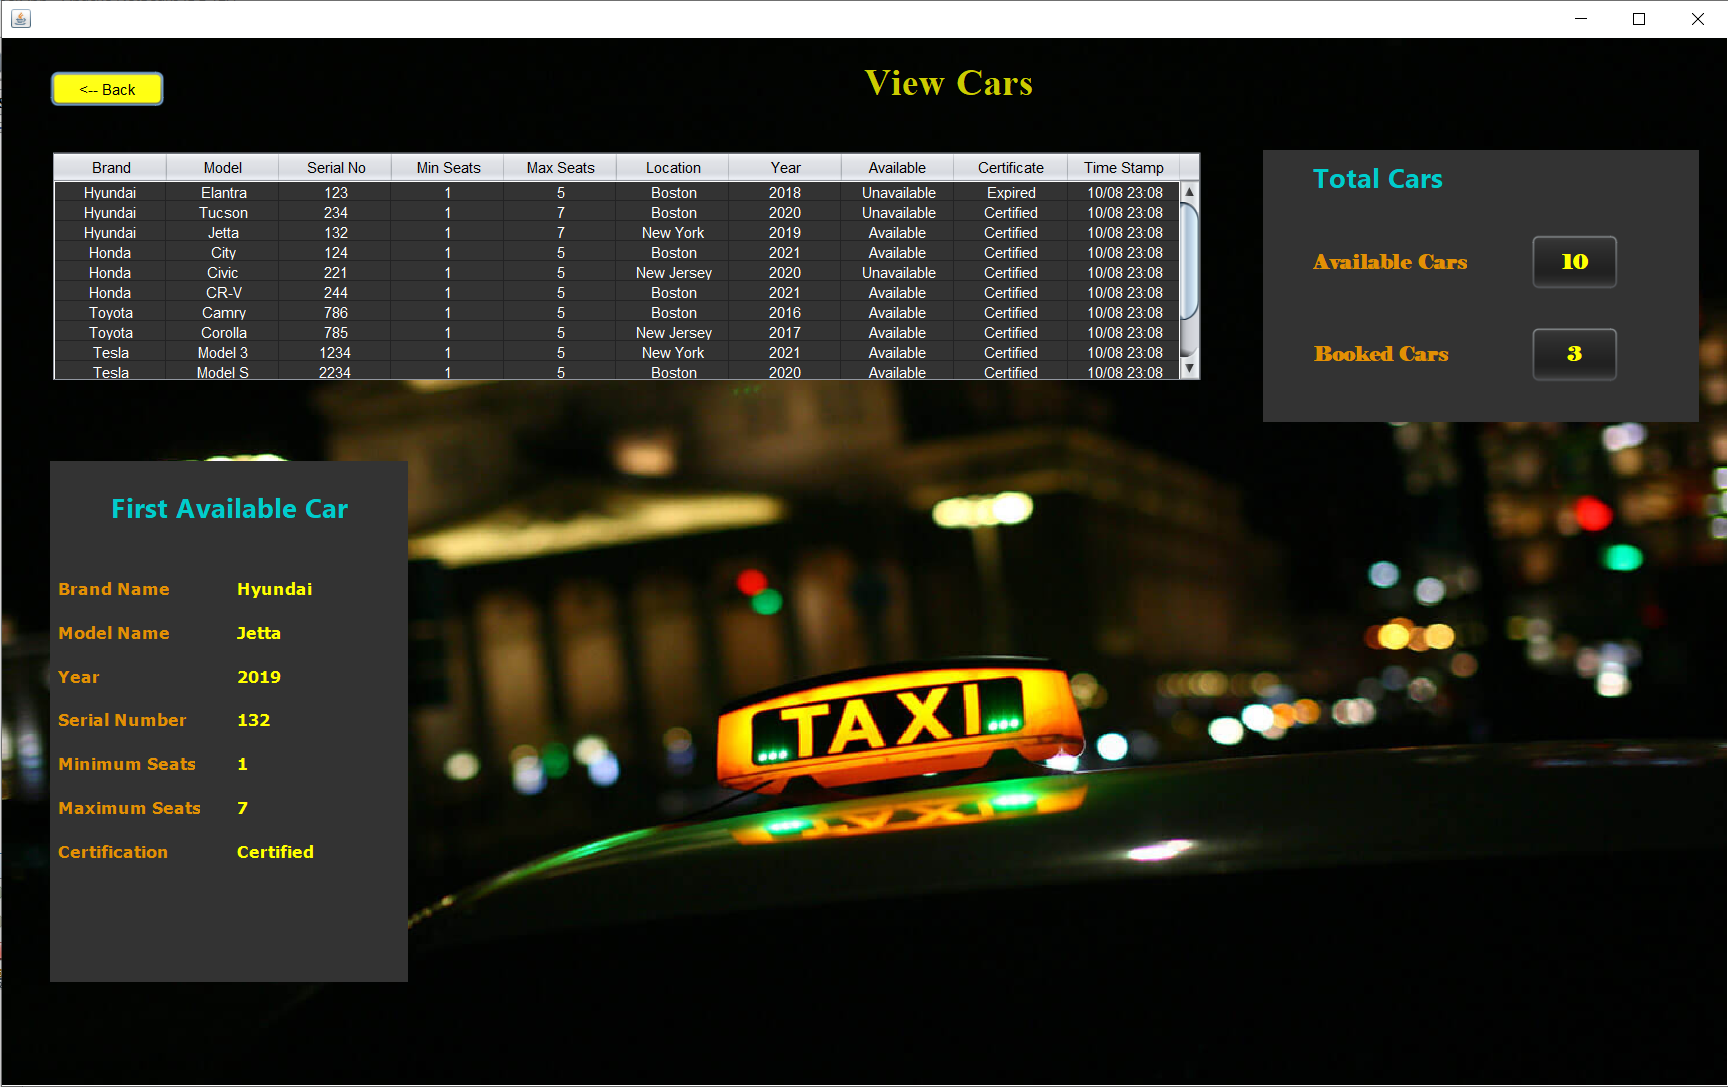 <-- Back
View Cars
Brand Model Serial No Min Seats Max Seats Location Year Available Certificate Time Stamp
Hyundai Elantra 123 1 5 Boston 2018 Unavailable Expired 10/08 23:08
Hyundai Tucson 234 1 7 Boston 2020 Unavailable Certified 10/08 23:08
Hyundai Jetta 132 1 7 New York 2019 Available Certified 10/08 23:08
Honda City 124 1 5 Boston 2021 Available Certified 10/08 23:08
Honda Civic 221 1 5 New Jersey 2020 Unavailable Certified 10/08 23:08
Honda CR-V 244 1 5 Boston 2021 Available Certified 10/08 23:08
Toyota Camry 786 1 5 Boston 2016 Available Certified 10/08 23:08
Toyota Corolla 785 1 5 New Jersey 2017 Available Certified 10/08 23:08
Tesla Model 3 1234 1 5 New York 2021 Available Certified 10/08 23:08
Tesla Model S 2234 1 5 Boston 2020 Available Certified 10/08 23:08
Total Cars
Available Cars 10
Booked Cars 3
First Available Car
Brand Name Hyundai
Model Name Jetta
Year 2019
Serial Number 132
Minimum Seats 1
Maximum Seats 7
Certification Certified
TAXI